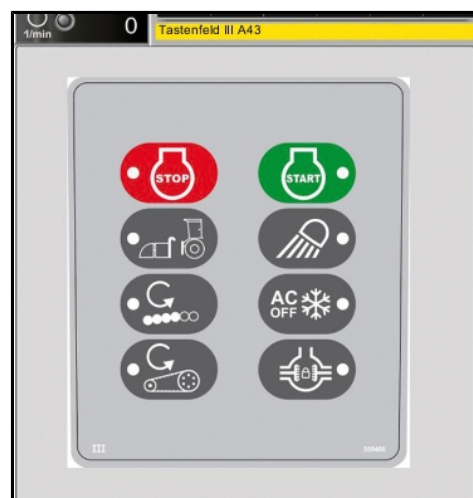 1/min
0
Tastenfeld III A43
STOP
START
AC
OFF
III